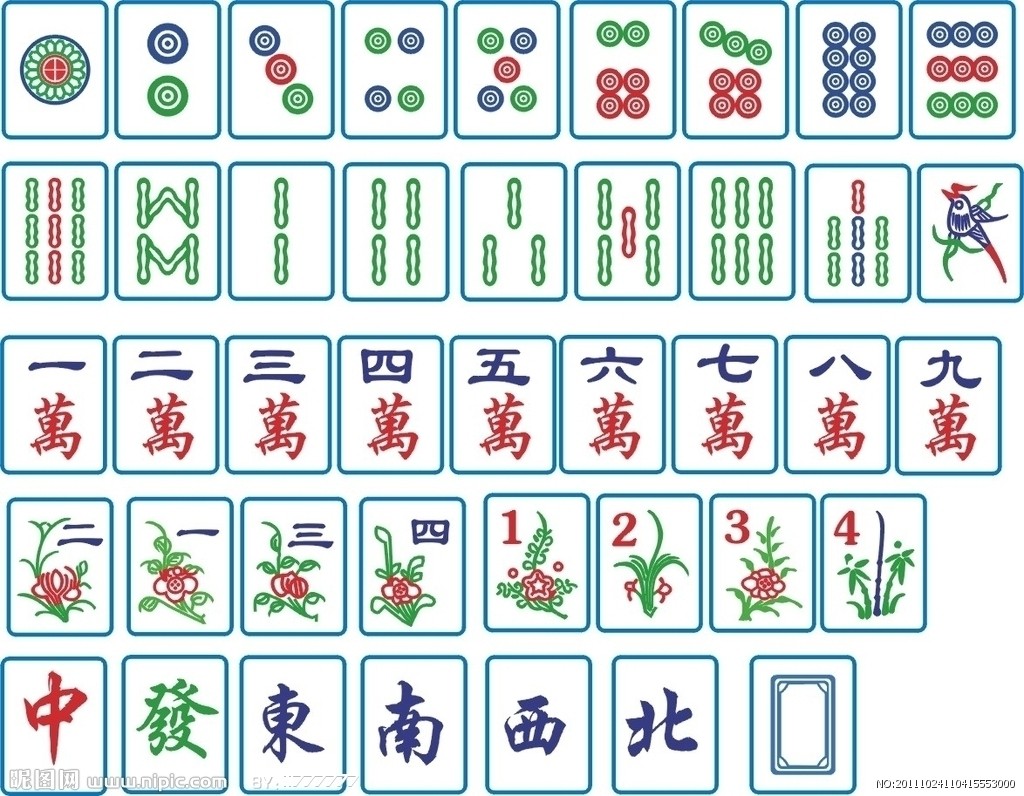 一 二 三 四 五 六 七 八 九
萬 萬 萬 萬 萬 萬 萬 萬 萬
二 一 三 四 1 2 3 4
中 發 東 南 西 北
昵图网 www.nipic.com BY: NO:20111024110415553000